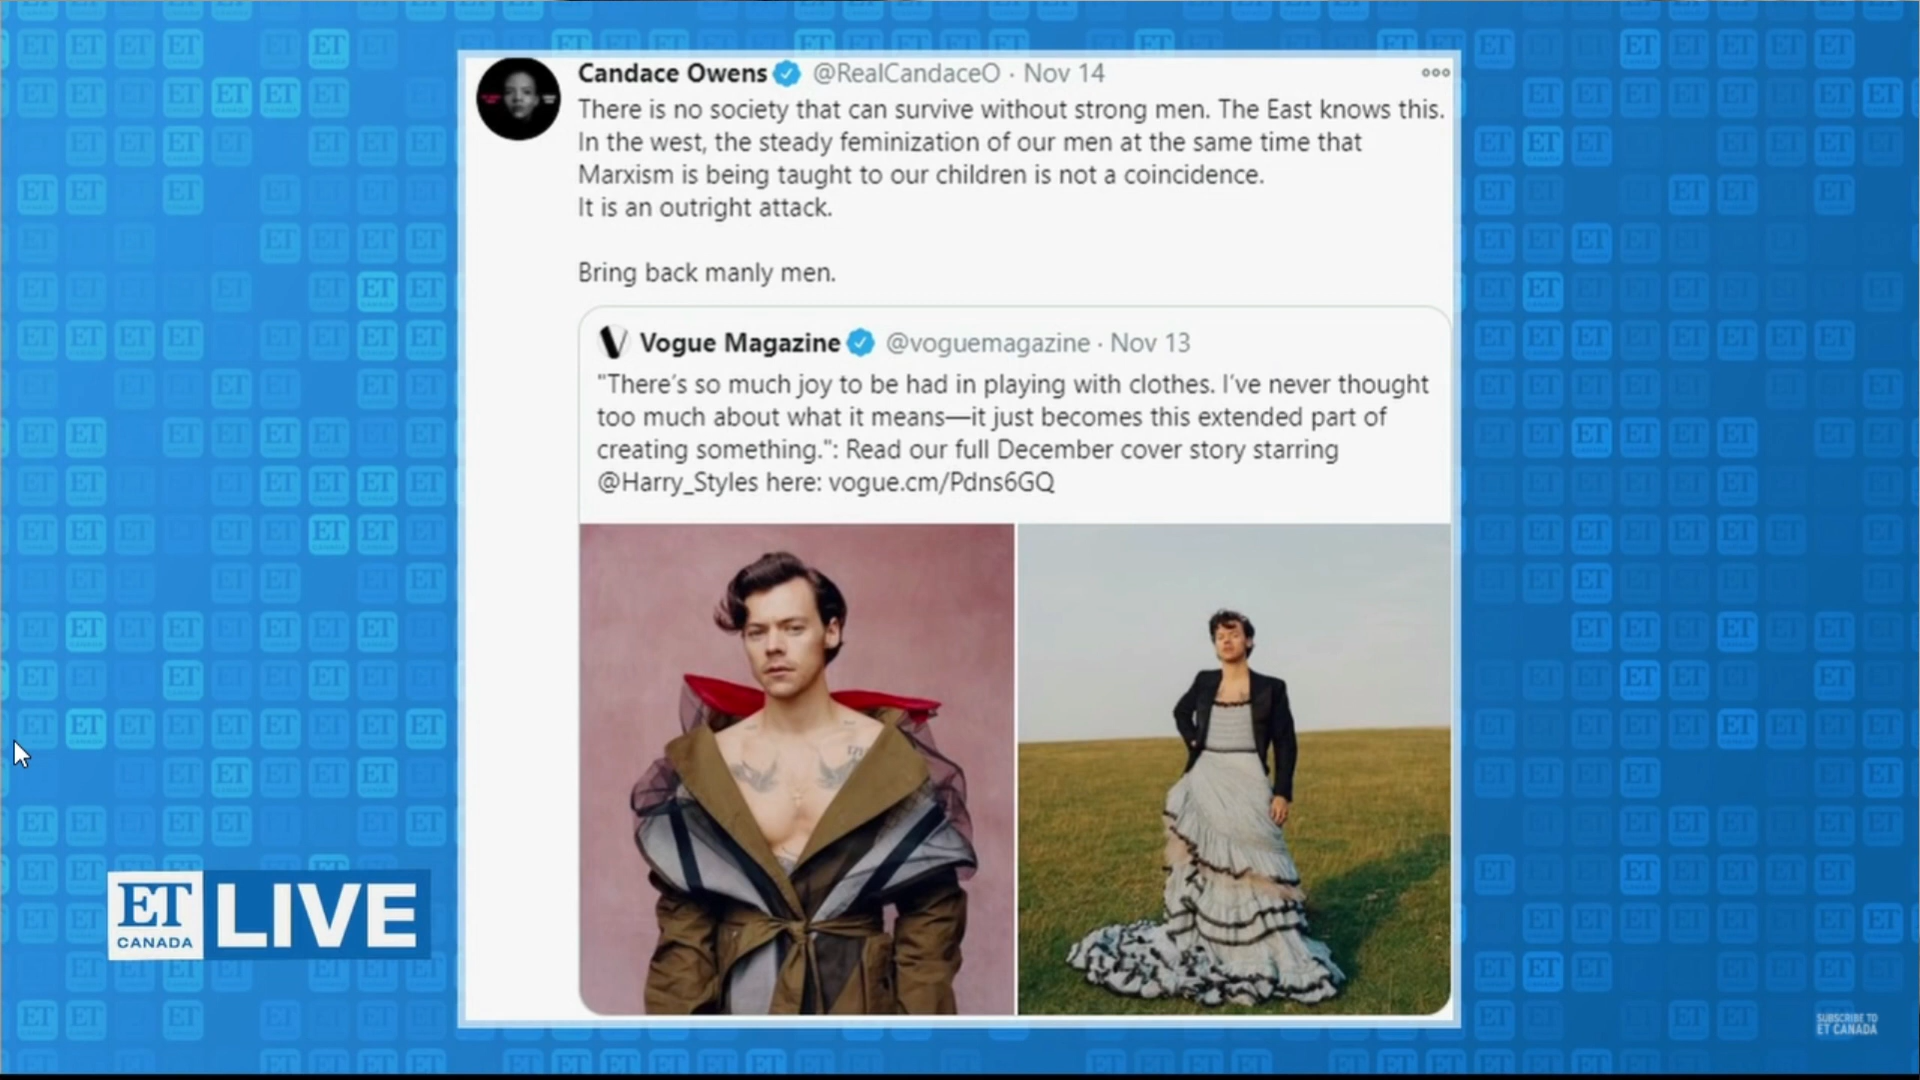 Candace Owens @RealCandaceO · Nov 14
There is no society that can survive without strong men. The East knows this.
In the west, the steady feminization of our men at the same time that
Marxism is being taught to our children is not a coincidence.
It is an outright attack.
Bring back manly men.
Vogue Magazine @voguemagazine · Nov 13
"There's so much joy to be had in playing with clothes. I've never thought
too much about what it means—it just becomes this extended part of
creating something.": Read our full December cover story starring
@Harry_Styles here: vogue.cm/Pdns6GQ
ET
CANADA
LIVE
SUBSCRIBE TO
ET CANADA